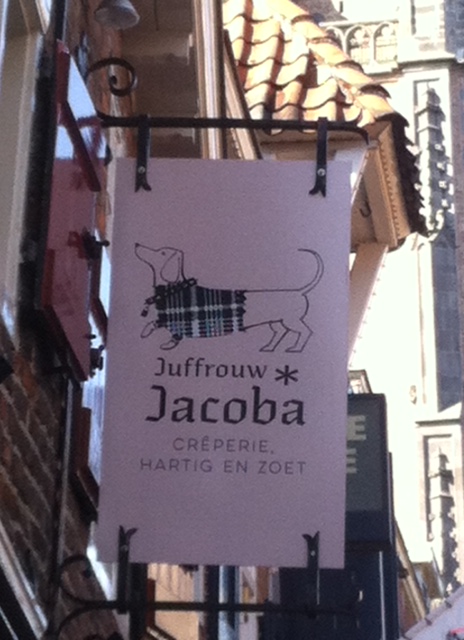 Juffrouw *
Jacoba
CRÊPERIE,
HARTIG EN ZOET